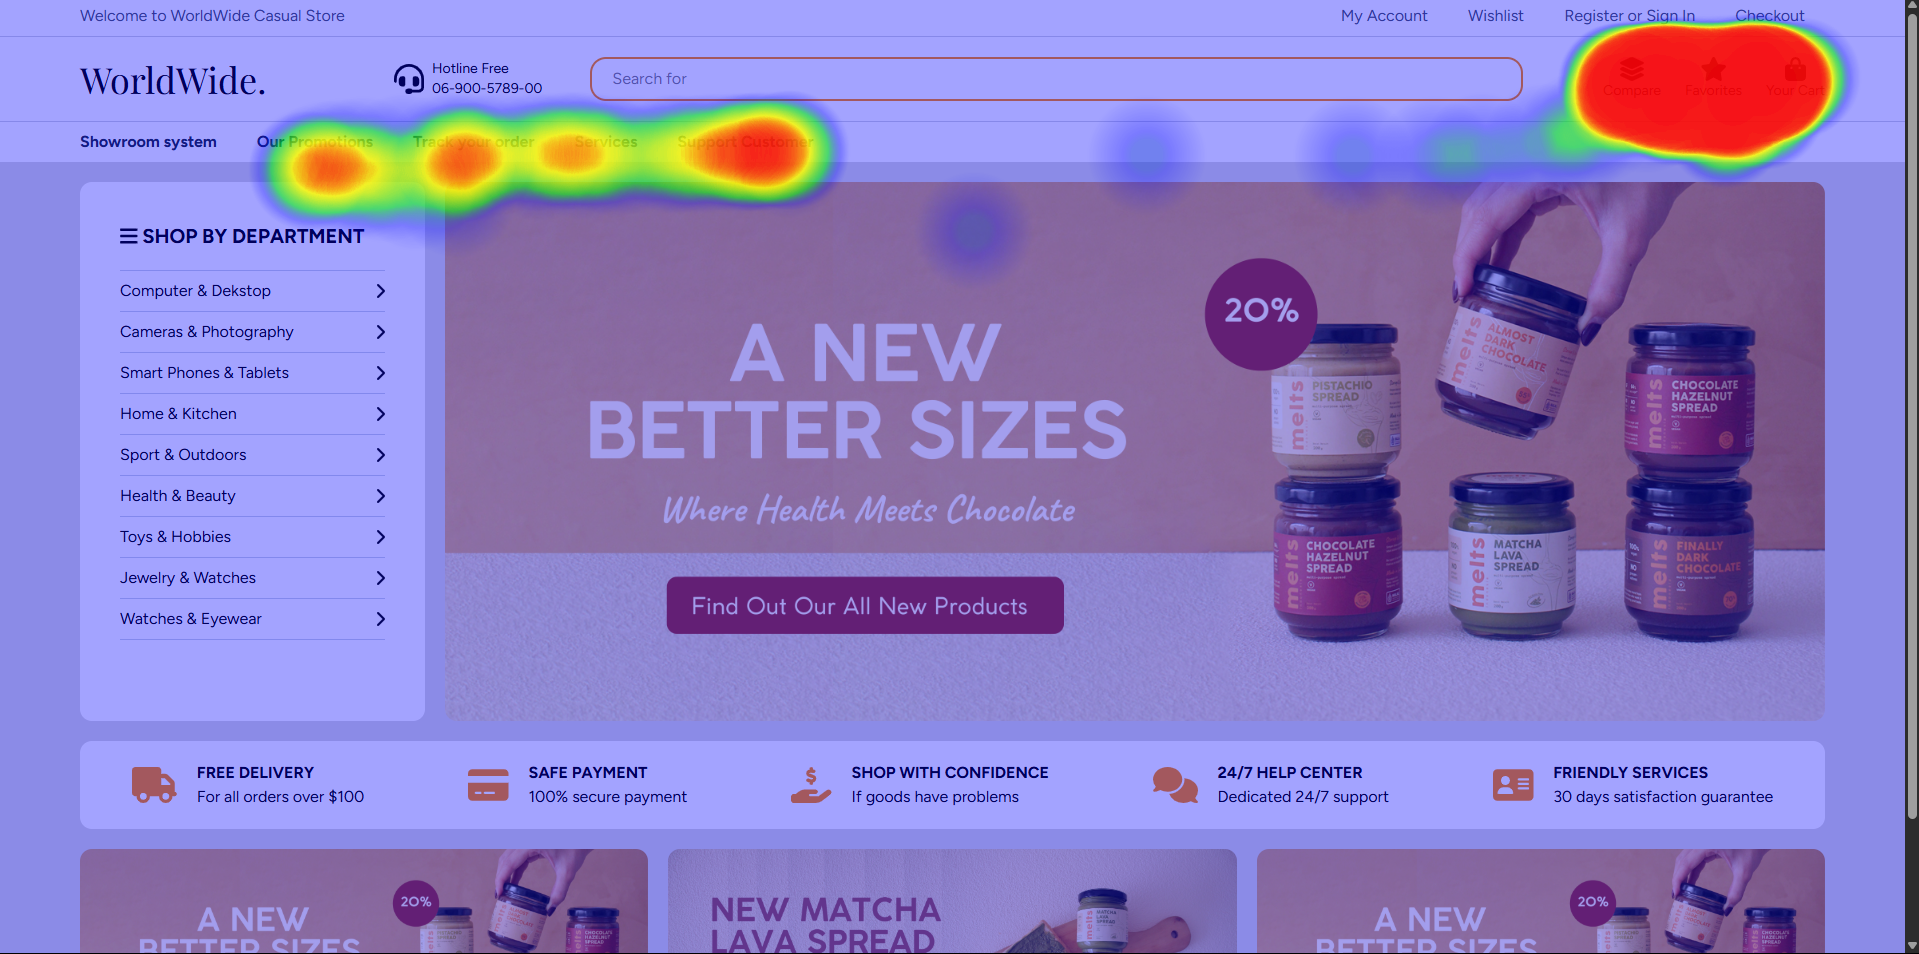 Welcome to WorldWide Casual Store
My Account Wishlist Register or Sign In Checkout
WorldWide.
Hotline Free
06-900-5789-00
Search for
Compare Favorites Your Cart
Showroom system Our Promotions Track your order Services Support Customer
SHOP BY DEPARTMENT
Computer & Dekstop
Cameras & Photography
Smart Phones & Tablets
Home & Kitchen
Sport & Outdoors
Health & Beauty
Toys & Hobbies
Jewelry & Watches
Watches & Eyewear
A NEW
BETTER SIZES
Where Health Meets Chocolate
Find Out Our All New Products
20%
melts
PISTACHIO
SPREAD
melts
ALMOST
DARK
CHOCOLATE
melts
CHOCOLATE
HAZELNUT
SPREAD
melts
CHOCOLATE
HAZELNUT
SPREAD
melts
MATCHA
LAVA
SPREAD
melts
FINALLY
DARK
CHOCOLATE
FREE DELIVERY
For all orders over $100
SAFE PAYMENT
100% secure payment
SHOP WITH CONFIDENCE
If goods have problems
24/7 HELP CENTER
Dedicated 24/7 support
FRIENDLY SERVICES
30 days satisfaction guarantee
A NEW
BETTER SIZES
20%
NEW MATCHA
LAVA SPREAD
A NEW
BETTER SIZES
20%